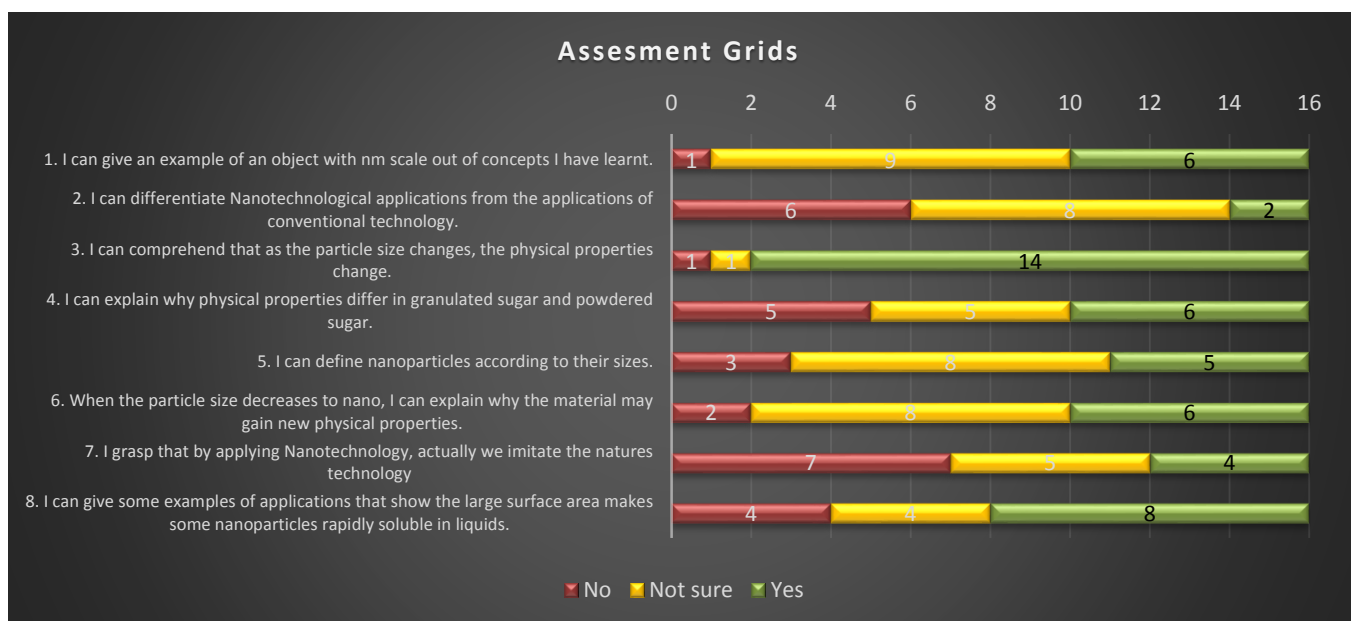 Assesment Grids
0 2 4 6 8 10 12 14 16
1. I can give an example of an object with nm scale out of concepts I have learnt.
1 9 6
2. I can differentiate Nanotechnological applications from the applications of
conventional technology.
6 8 2
3. I can comprehend that as the particle size changes, the physical properties
change.
1 1 14
4. I can explain why physical properties differ in granulated sugar and powdered
sugar.
5 5 6
5. I can define nanoparticles according to their sizes.
3 8 5
6. When the particle size decreases to nano, I can explain why the material may
gain new physical properties.
2 8 6
7. I grasp that by applying Nanotechnology, actually we imitate the natures
technology
7 5 4
8. I can give some examples of applications that show the large surface area makes
some nanoparticles rapidly soluble in liquids.
4 4 8
No Not sure Yes